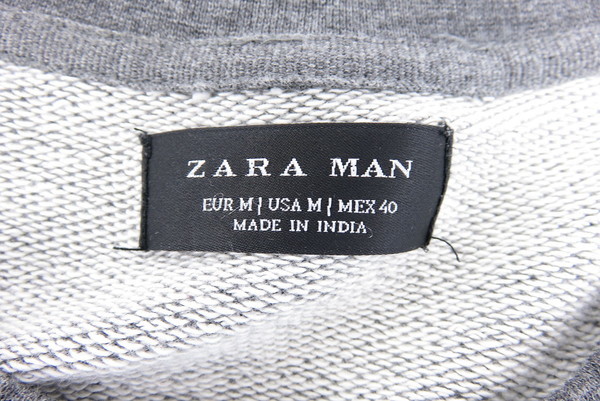 ZARA MAN
EUR M | USA M | MEX 40
MADE IN INDIA